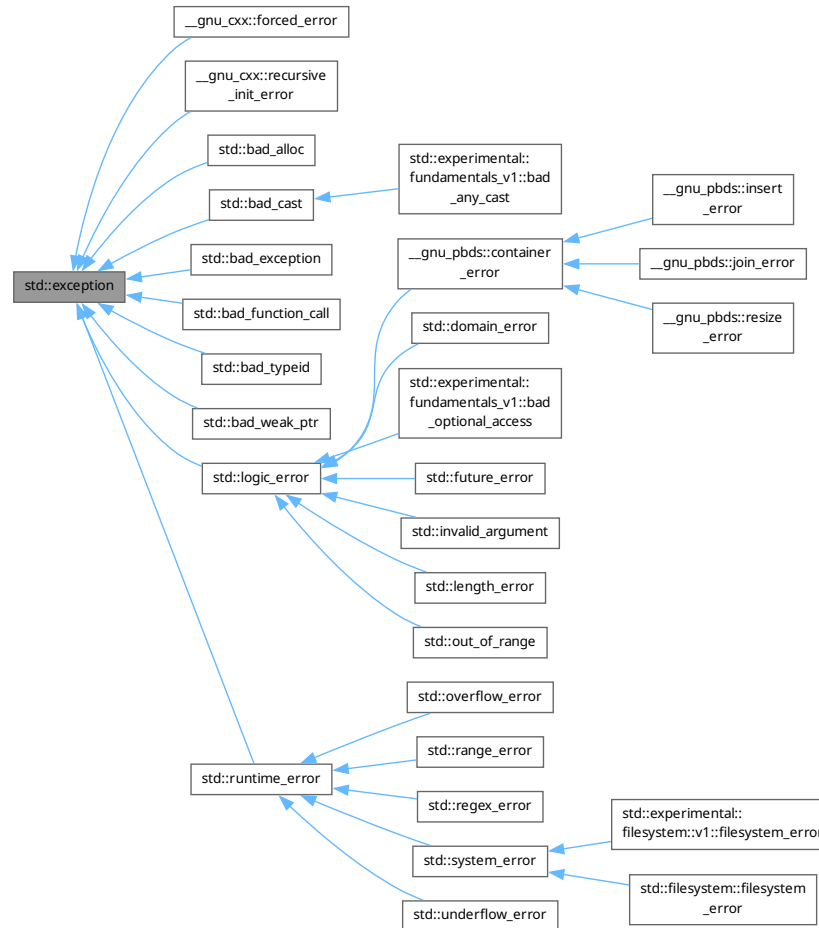 __gnu_cxx::forced_error
__gnu_cxx::recursive
_init_error
std::bad_alloc
std::experimental::
fundamentals_v1::bad
_any_cast
std::bad_cast
__gnu_pbds::insert
_error
std::bad_exception
__gnu_pbds::container
_error
__gnu_pbds::join_error
std::exception
std::bad_function_call
std::domain_error
__gnu_pbds::resize
_error
std::bad_typeid
std::experimental::
fundamentals_v1::bad
_optional_access
std::bad_weak_ptr
std::logic_error
std::future_error
std::invalid_argument
std::length_error
std::out_of_range
std::overflow_error
std::range_error
std::runtime_error
std::regex_error
std::experimental::
filesystem::v1::filesystem_error
std::system_error
std::filesystem::filesystem
_error
std::underflow_error